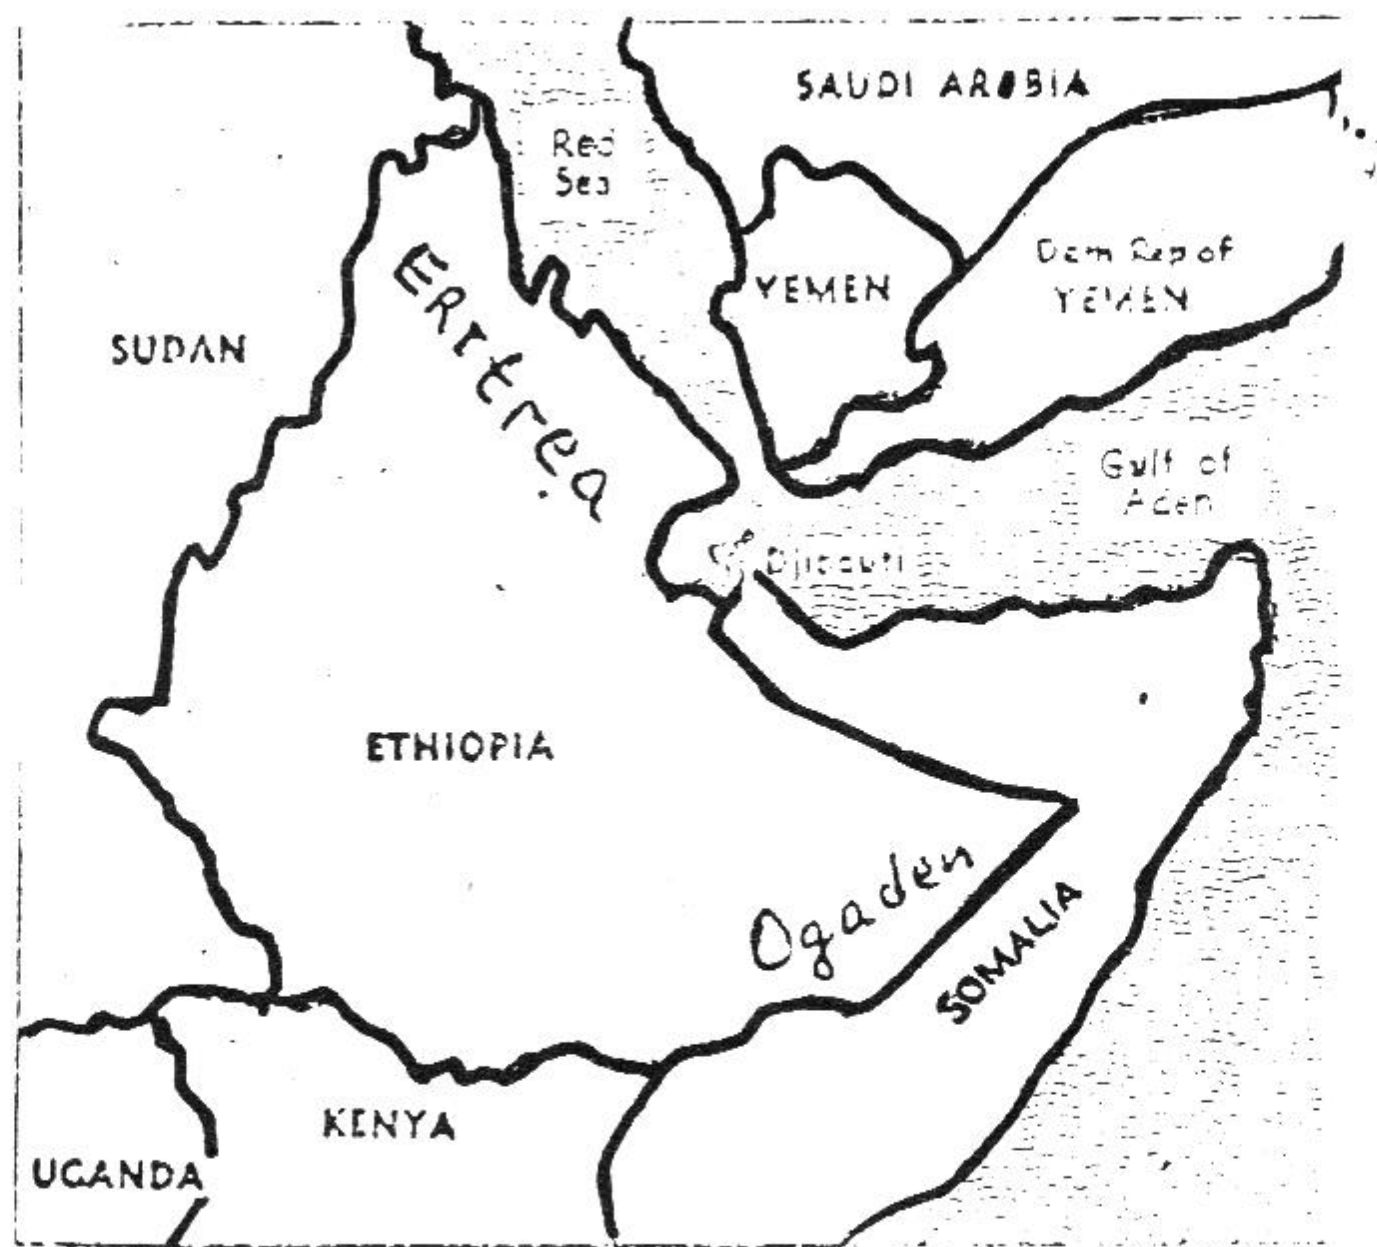 SAUDI ARABIA
Red
Sea
Dem Rep of
YEMEN
YEMEN
Eritrea
SUDAN
Gulf of
Aden
Djibouti
ETHIOPIA
Ogaden
SOMALIA
KENYA
UGANDA